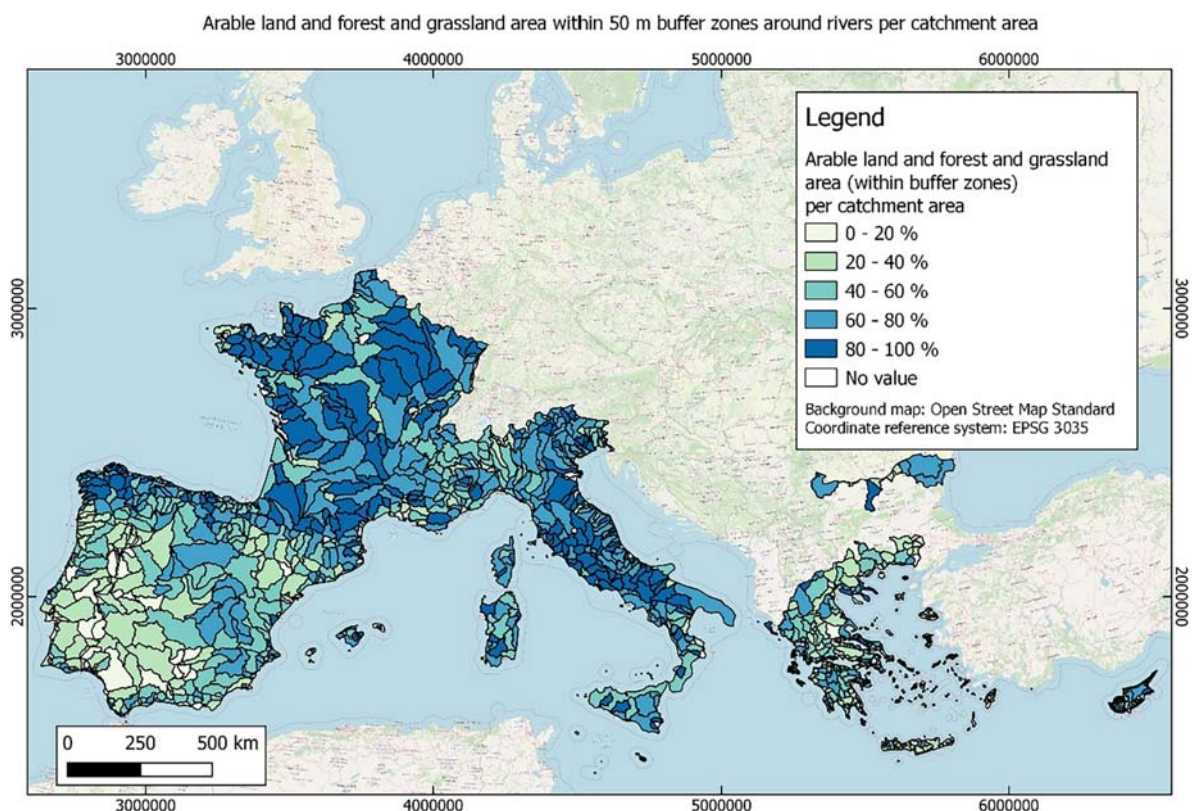 Arable land and forest and grassland area within 50 m buffer zones around rivers per catchment area
3000000 4000000 5000000 6000000
Legend
Arable land and forest and grassland
area (within buffer zones)
per catchment area
0 - 20 %
20 - 40 %
40 - 60 %
60 - 80 %
80 - 100 %
No value
Background map: Open Street Map Standard
Coordinate reference system: EPSG 3035
3000000 3000000
2000000 2000000
0 250 500 km
3000000 4000000 5000000 6000000